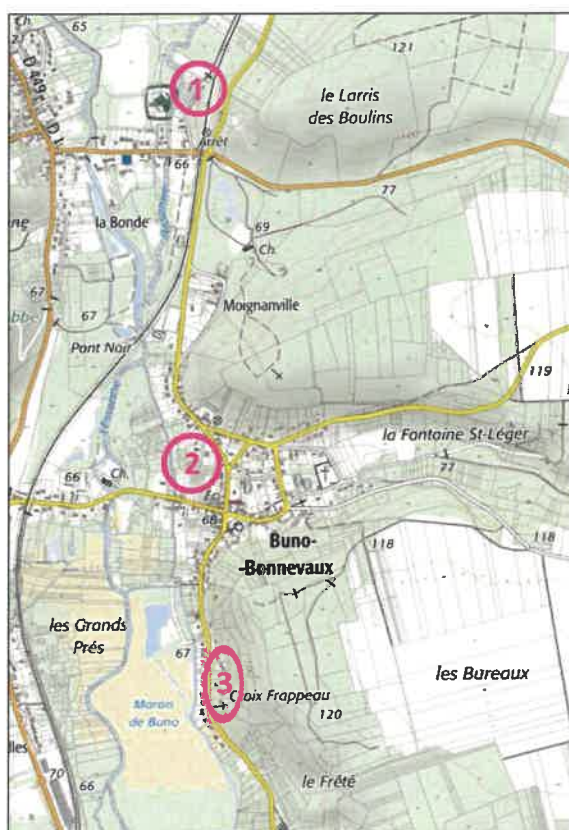 65
121
1
le Larris
des Boulins
D 449
D 1
66
Arrêt
77
la Bonde
69
Ch.
Moignanville
67
67
Pont Noir
119
la Fontaine St-Léger
2
66
Ch.
77
68
118
Buno-
-Bonnevaux
118
les Grands
Prés
67
3
les Bureaux
Croix Frappeau
Marais
de Buno
120
70
66
le Frêté